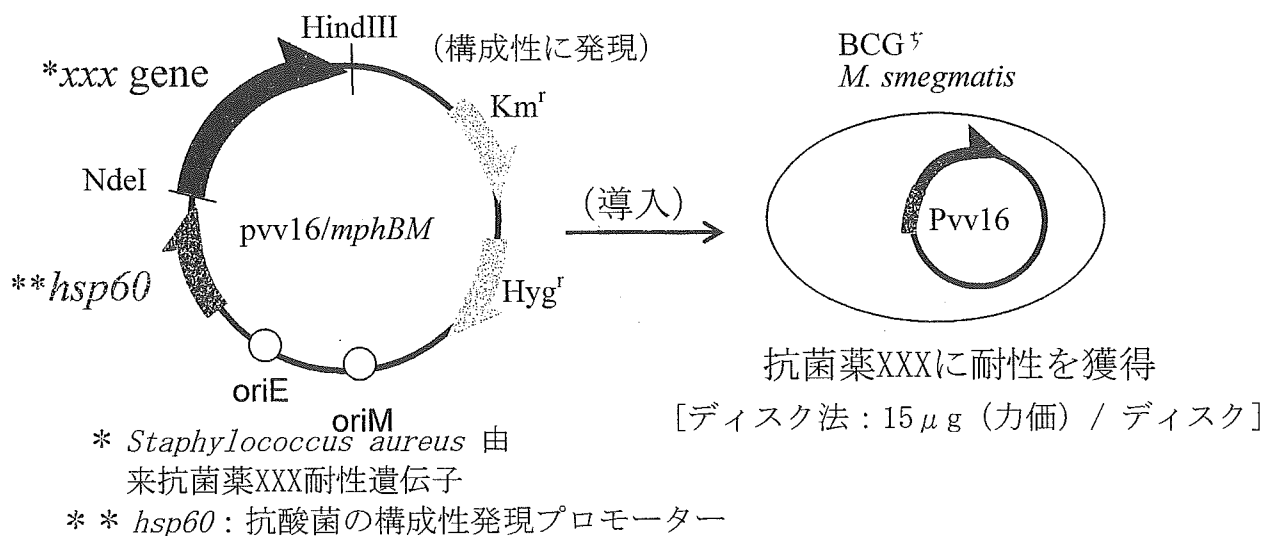 HindIII
(構成性に発現)
*xxx gene
Kmʳ
NdeI
pvv16/mphBM
**hsp60
Hygʳ
oriE
oriM
(導入)
BCG
M. smegmatis
Pvv16
抗菌薬XXXに耐性を獲得
[ディスク法：15μg（力価）/ ディスク]
* Staphylococcus aureus 由
来抗菌薬XXX耐性遺伝子
** hsp60：抗酸菌の構成性発現プロモーター